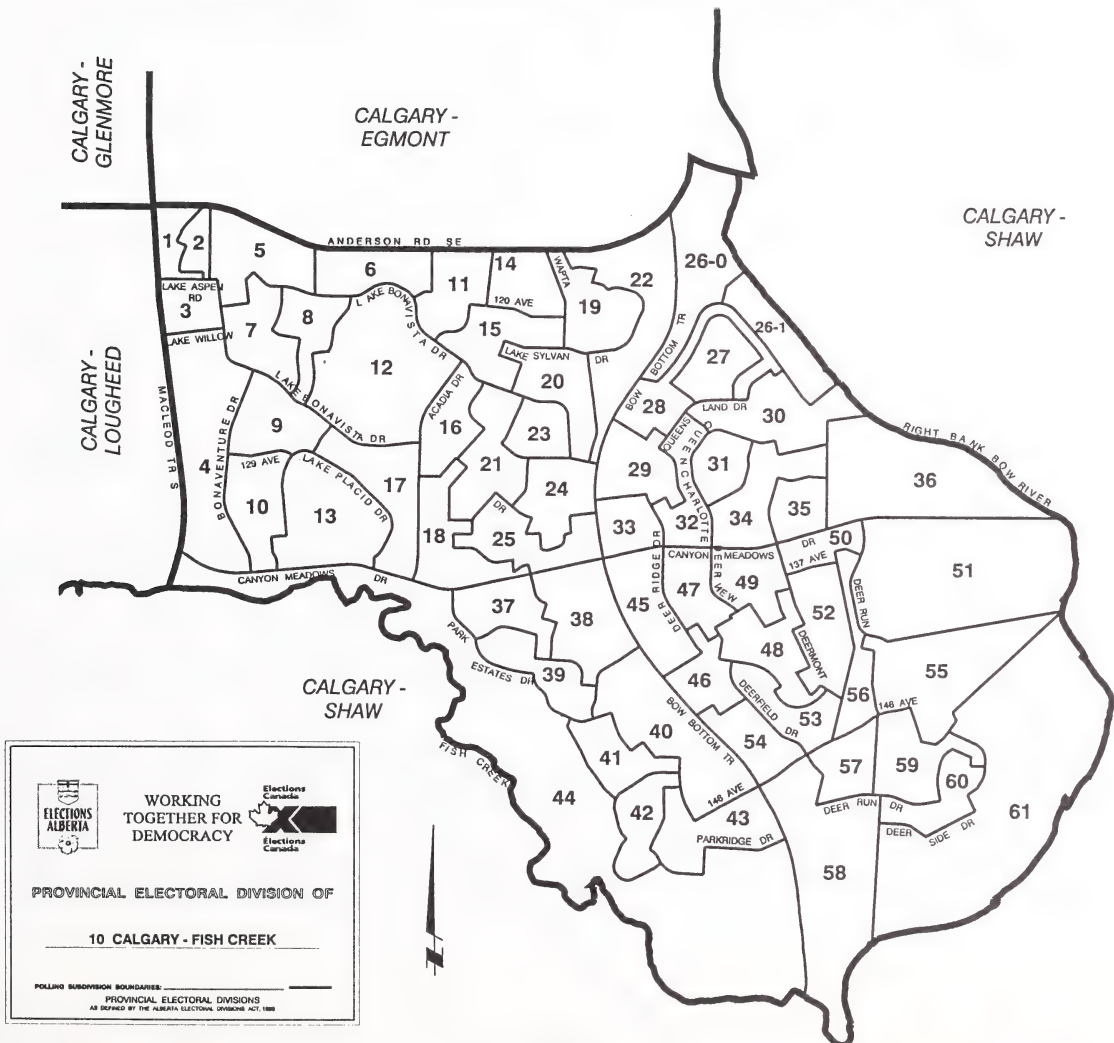 CALGARY -
GLENMORE
CALGARY -
EGMONT
CALGARY -
SHAW
CALGARY -
LOUGHEED
CALGARY -
SHAW
ANDERSON RD SE
1
2
5
6
11
14
WAPTA
19
22
26-0
26-1
LAKE ASPEN
RD
3
LAKE WILLOW
7
8
LAKE BONAVISTA DR
12
120 AVE
15
LAKE SYLVAN
DR
20
BOW BOTTOM TR
27
28
QUEENS
LAND DR
30
MACLEOD TR S
4
BONAVENTURE DR
LAKE BONAVISTA DR
9
129 AVE
10
LAKE PLACID DR
13
17
ACADIA DR
16
21
23
24
18
DR
25
29
QUEEN CHARLOTTE
31
32
33
34
35
36
RIGHT BANK BOW RIVER
CANYON MEADOWS
DR
CANYON MEADOWS
DR
50
137 AVE
51
37
38
45
DEER RIDGE DR
DEER
47
49
52
DEER RUN
PARK
ESTATES DR
39
46
48
DEERMONT
55
56
146 AVE
DEERFIELD DR
53
40
BOW BOTTOM TR
54
41
FISH CREEK
44
42
146 AVE
43
PARKRIDGE DR
57
59
60
DEER RUN
DR
DEER
SIDE DR
61
58
ELECTIONS
ALBERTA
WORKING
TOGETHER FOR
DEMOCRACY
Elections
Canada
Élections
Canada
PROVINCIAL ELECTORAL DIVISION OF
10 CALGARY - FISH CREEK
POLLING SUBDIVISION BOUNDARIES:
PROVINCIAL ELECTORAL DIVISIONS